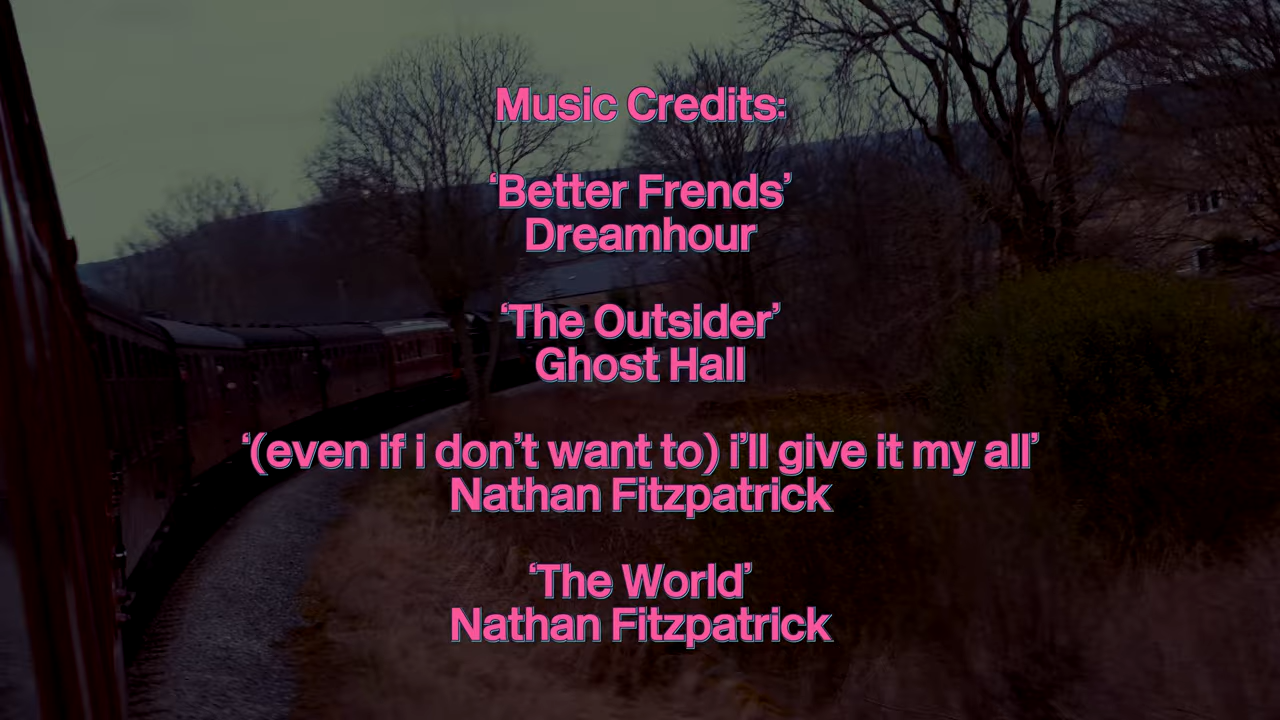 Music Credits:
‘Better Frends’
Dreamhour
‘The Outsider’
Ghost Hall
‘(even if i don’t want to) i’ll give it my all’
Nathan Fitzpatrick
‘The World’
Nathan Fitzpatrick